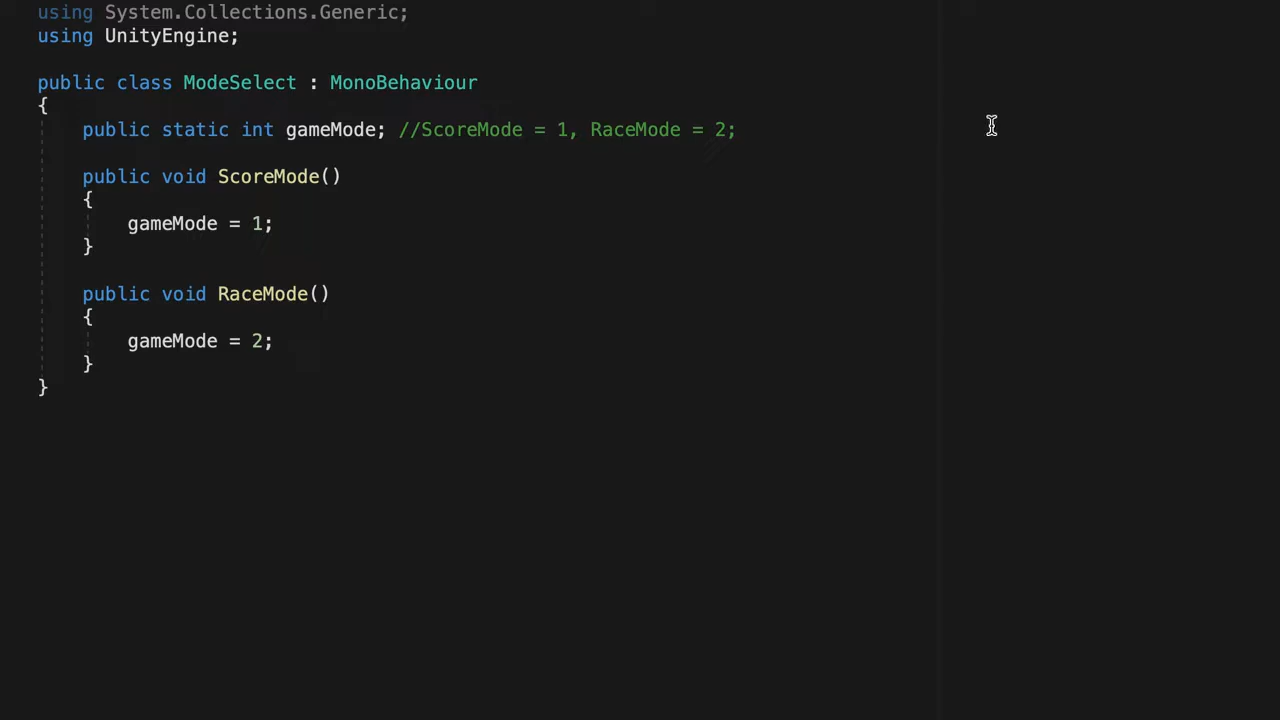 using System.Collections.Generic;
using UnityEngine;
public class ModeSelect : MonoBehaviour
{
public static int gameMode; //ScoreMode = 1, RaceMode = 2;
public void ScoreMode()
{
gameMode = 1;
}
public void RaceMode()
{
gameMode = 2;
}
}